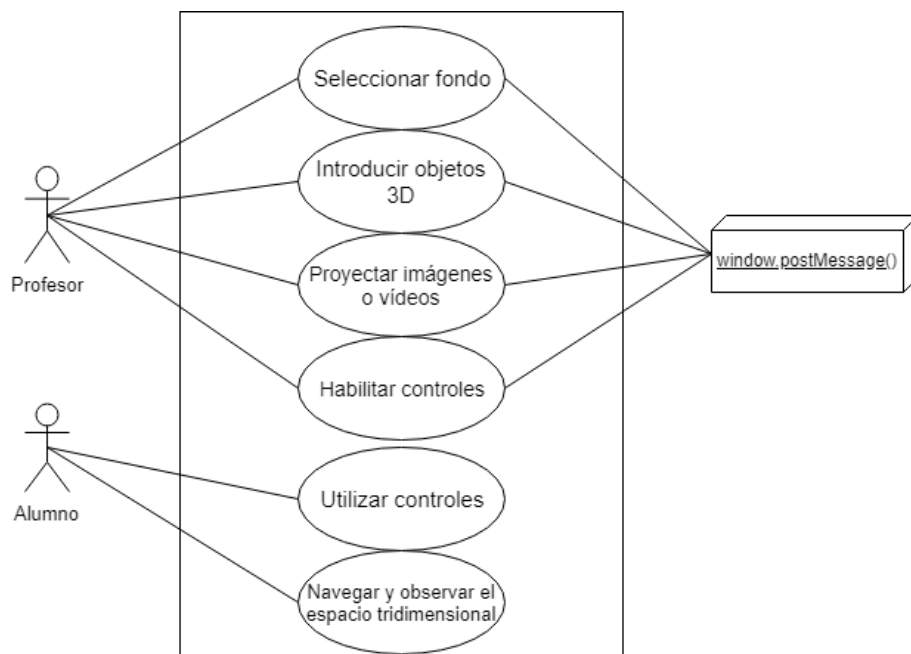 Seleccionar fondo
Introducir objetos
3D
Profesor
Proyectar imágenes
o vídeos
window.postMessage()
Habilitar controles
Alumno
Utilizar controles
Navegar y observar el
espacio tridimensional